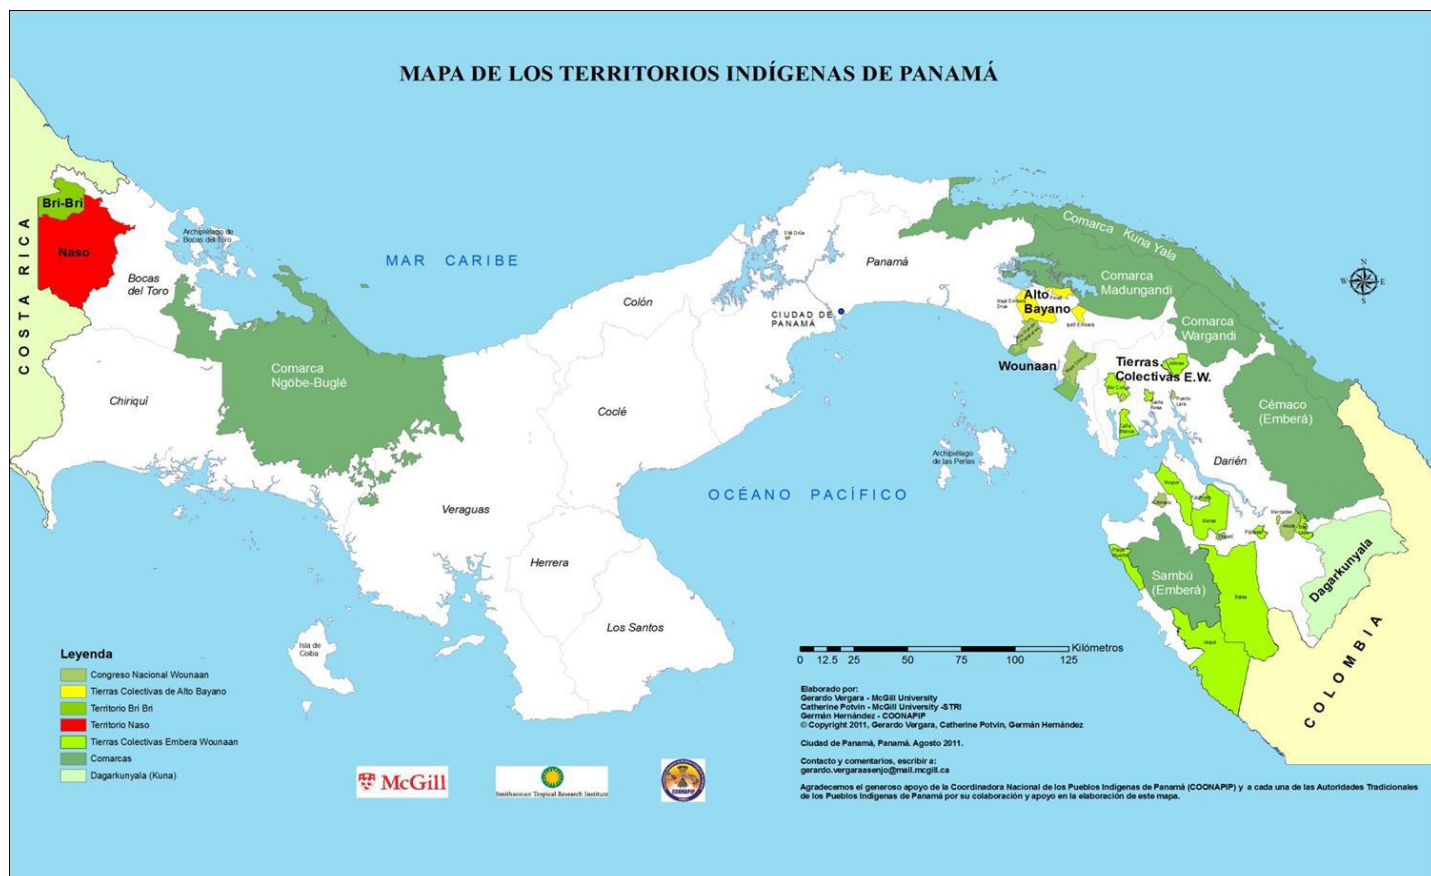 MAPA DE LOS TERRITORIOS INDÍGENAS DE PANAMÁ
COSTA RICA
Bri-Bri
Naso
Archipiélago de
Bocas del Toro
Bocas
del Toro
MAR CARIBE
Chiriquí
Comarca
Ngöbe-Buglé
Veraguas
Herrera
Los Santos
Coclé
Colón
Isla de
Coiba
Panamá
CIUDAD DE
PANAMÁ
OCÉANO PACÍFICO
Archipiélago
de las Perlas
Comarca Kuna Yala
Comarca
Madungandi
Comarca
Wargandi
Alto
Bayano
Wounaan
Tierras
Colectivas E.W.
Santa
Rosa
Puerto
Lara
Cémaco
(Emberá)
Darién
Sambú
(Emberá)
Dagarkunyala
COLOMBIA
N
W E
S
Leyenda
Congreso Nacional Wounaan
Tierras Colectivas de Alto Bayano
Territorio Bri Bri
Territorio Naso
Tierras Colectivas Embera Wounaan
Comarcas
Dagarkunyala (Kuna)
McGill
Smithsonian Tropical Research Institute
COONAPIP
0 12.5 25 50 75 100 125 Kilómetros
Elaborado por:
Gerardo Vergara - McGill University
Catherine Potvin - McGill University -STRI
Germán Hernández - COONAPIP
© Copyright 2011, Gerardo Vergara, Catherine Potvin, Germán Hernández
Ciudad de Panamá, Panamá. Agosto 2011.
Contacto y comentarios, escribir a:
gerardo.vergaraasenjo@mail.mcgill.ca
Agradecemos el generoso apoyo de la Coordinadora Nacional de los Pueblos Indígenas de Panamá (COONAPIP) y a cada una de las Autoridades Tradicionales
de los Pueblos Indígenas de Panamá por su colaboración y apoyo en la elaboración de este mapa.